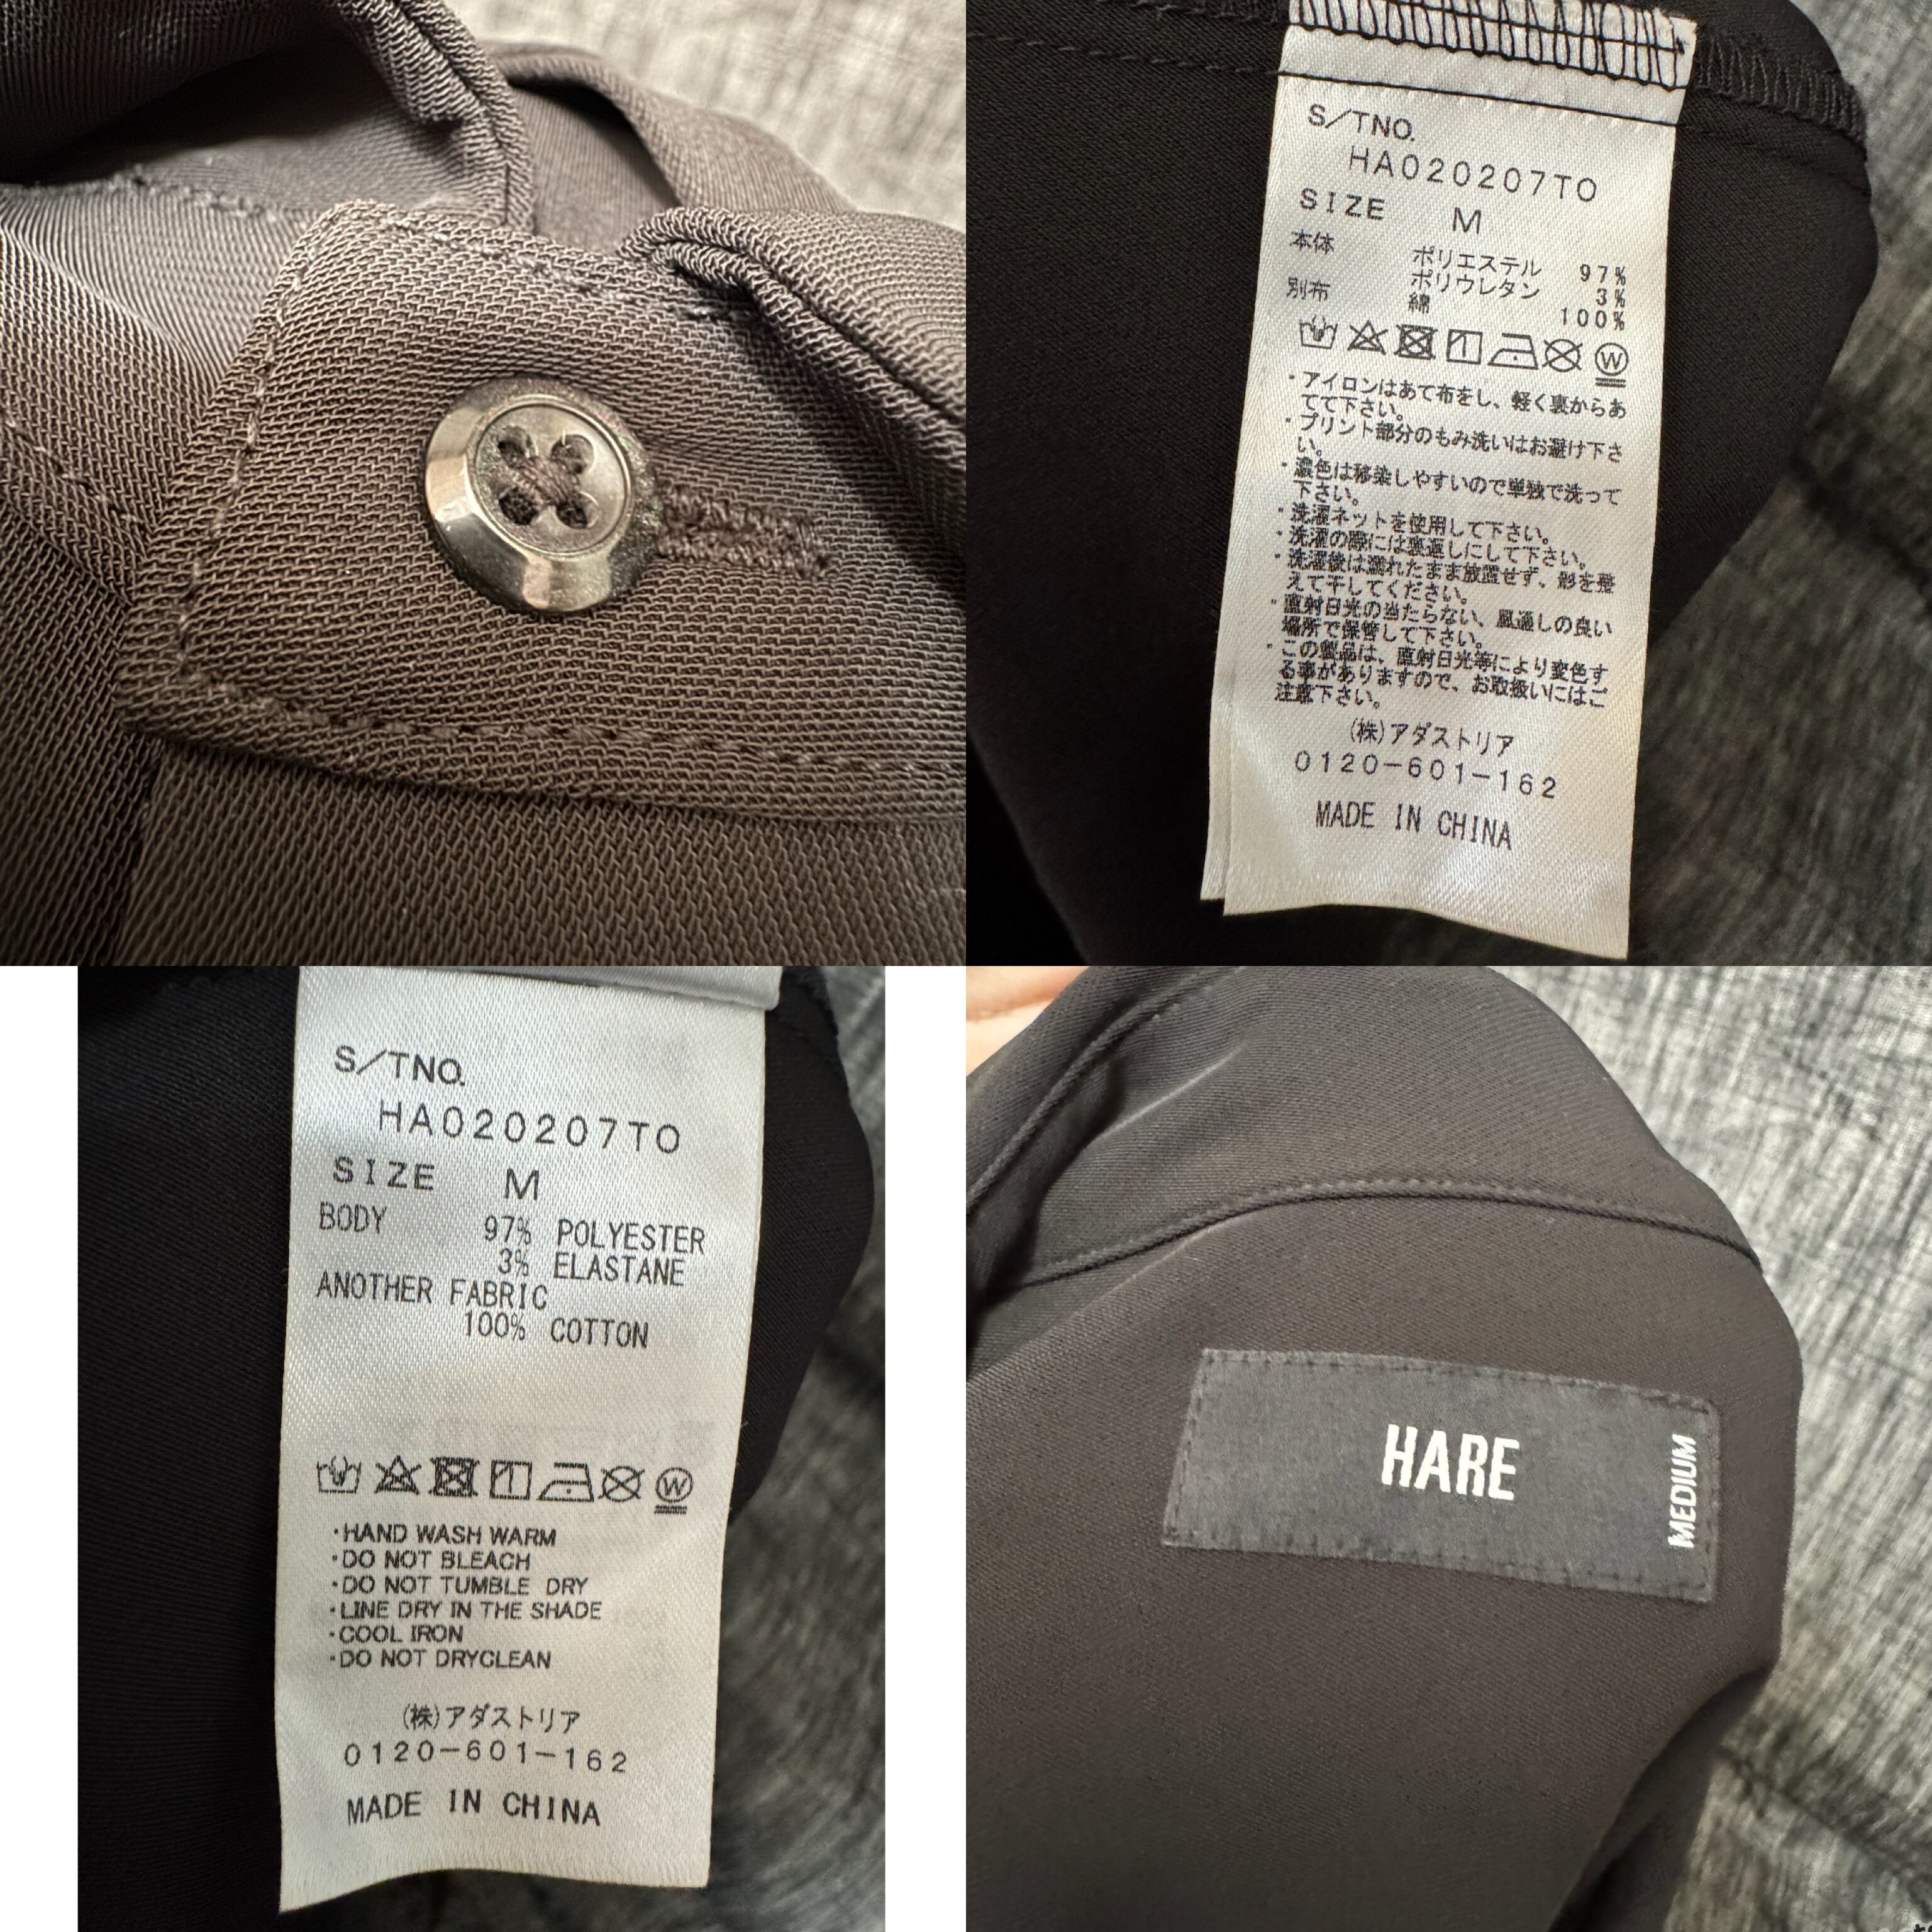 S/TNO.
HA020207TO
SIZE M
本体 ポリエステル 97%
ポリウレタン 3%
別布 綿 100%
W
・アイロンはあて布をし、軽く裏からあ
てて下さい。
・プリント部分のもみ洗いはお避け下さ
い。
・濃色は移染しやすいので単独で洗って
下さい。
・洗濯ネットを使用して下さい。
・洗濯の際には裏返しにして下さい。
・洗濯後は濡れたまま放置せず、形を整
えて干してください。
・直射日光の当たらない、風通しの良い
場所で保管して下さい。
・この製品は、直射日光等により変色す
る事がありますので、お取扱いにはご
注意下さい。
(株)アダストリア
0120-601-162
MADE IN CHINA
S/TNO.
HA020207TO
SIZE M
BODY 97% POLYESTER
3% ELASTANE
ANOTHER FABRIC
100% COTTON
W
・HAND WASH WARM
・DO NOT BLEACH
・DO NOT TUMBLE DRY
・LINE DRY IN THE SHADE
・COOL IRON
・DO NOT DRYCLEAN
(株)アダストリア
0120-601-162
MADE IN CHINA
HARE
MEDIUM